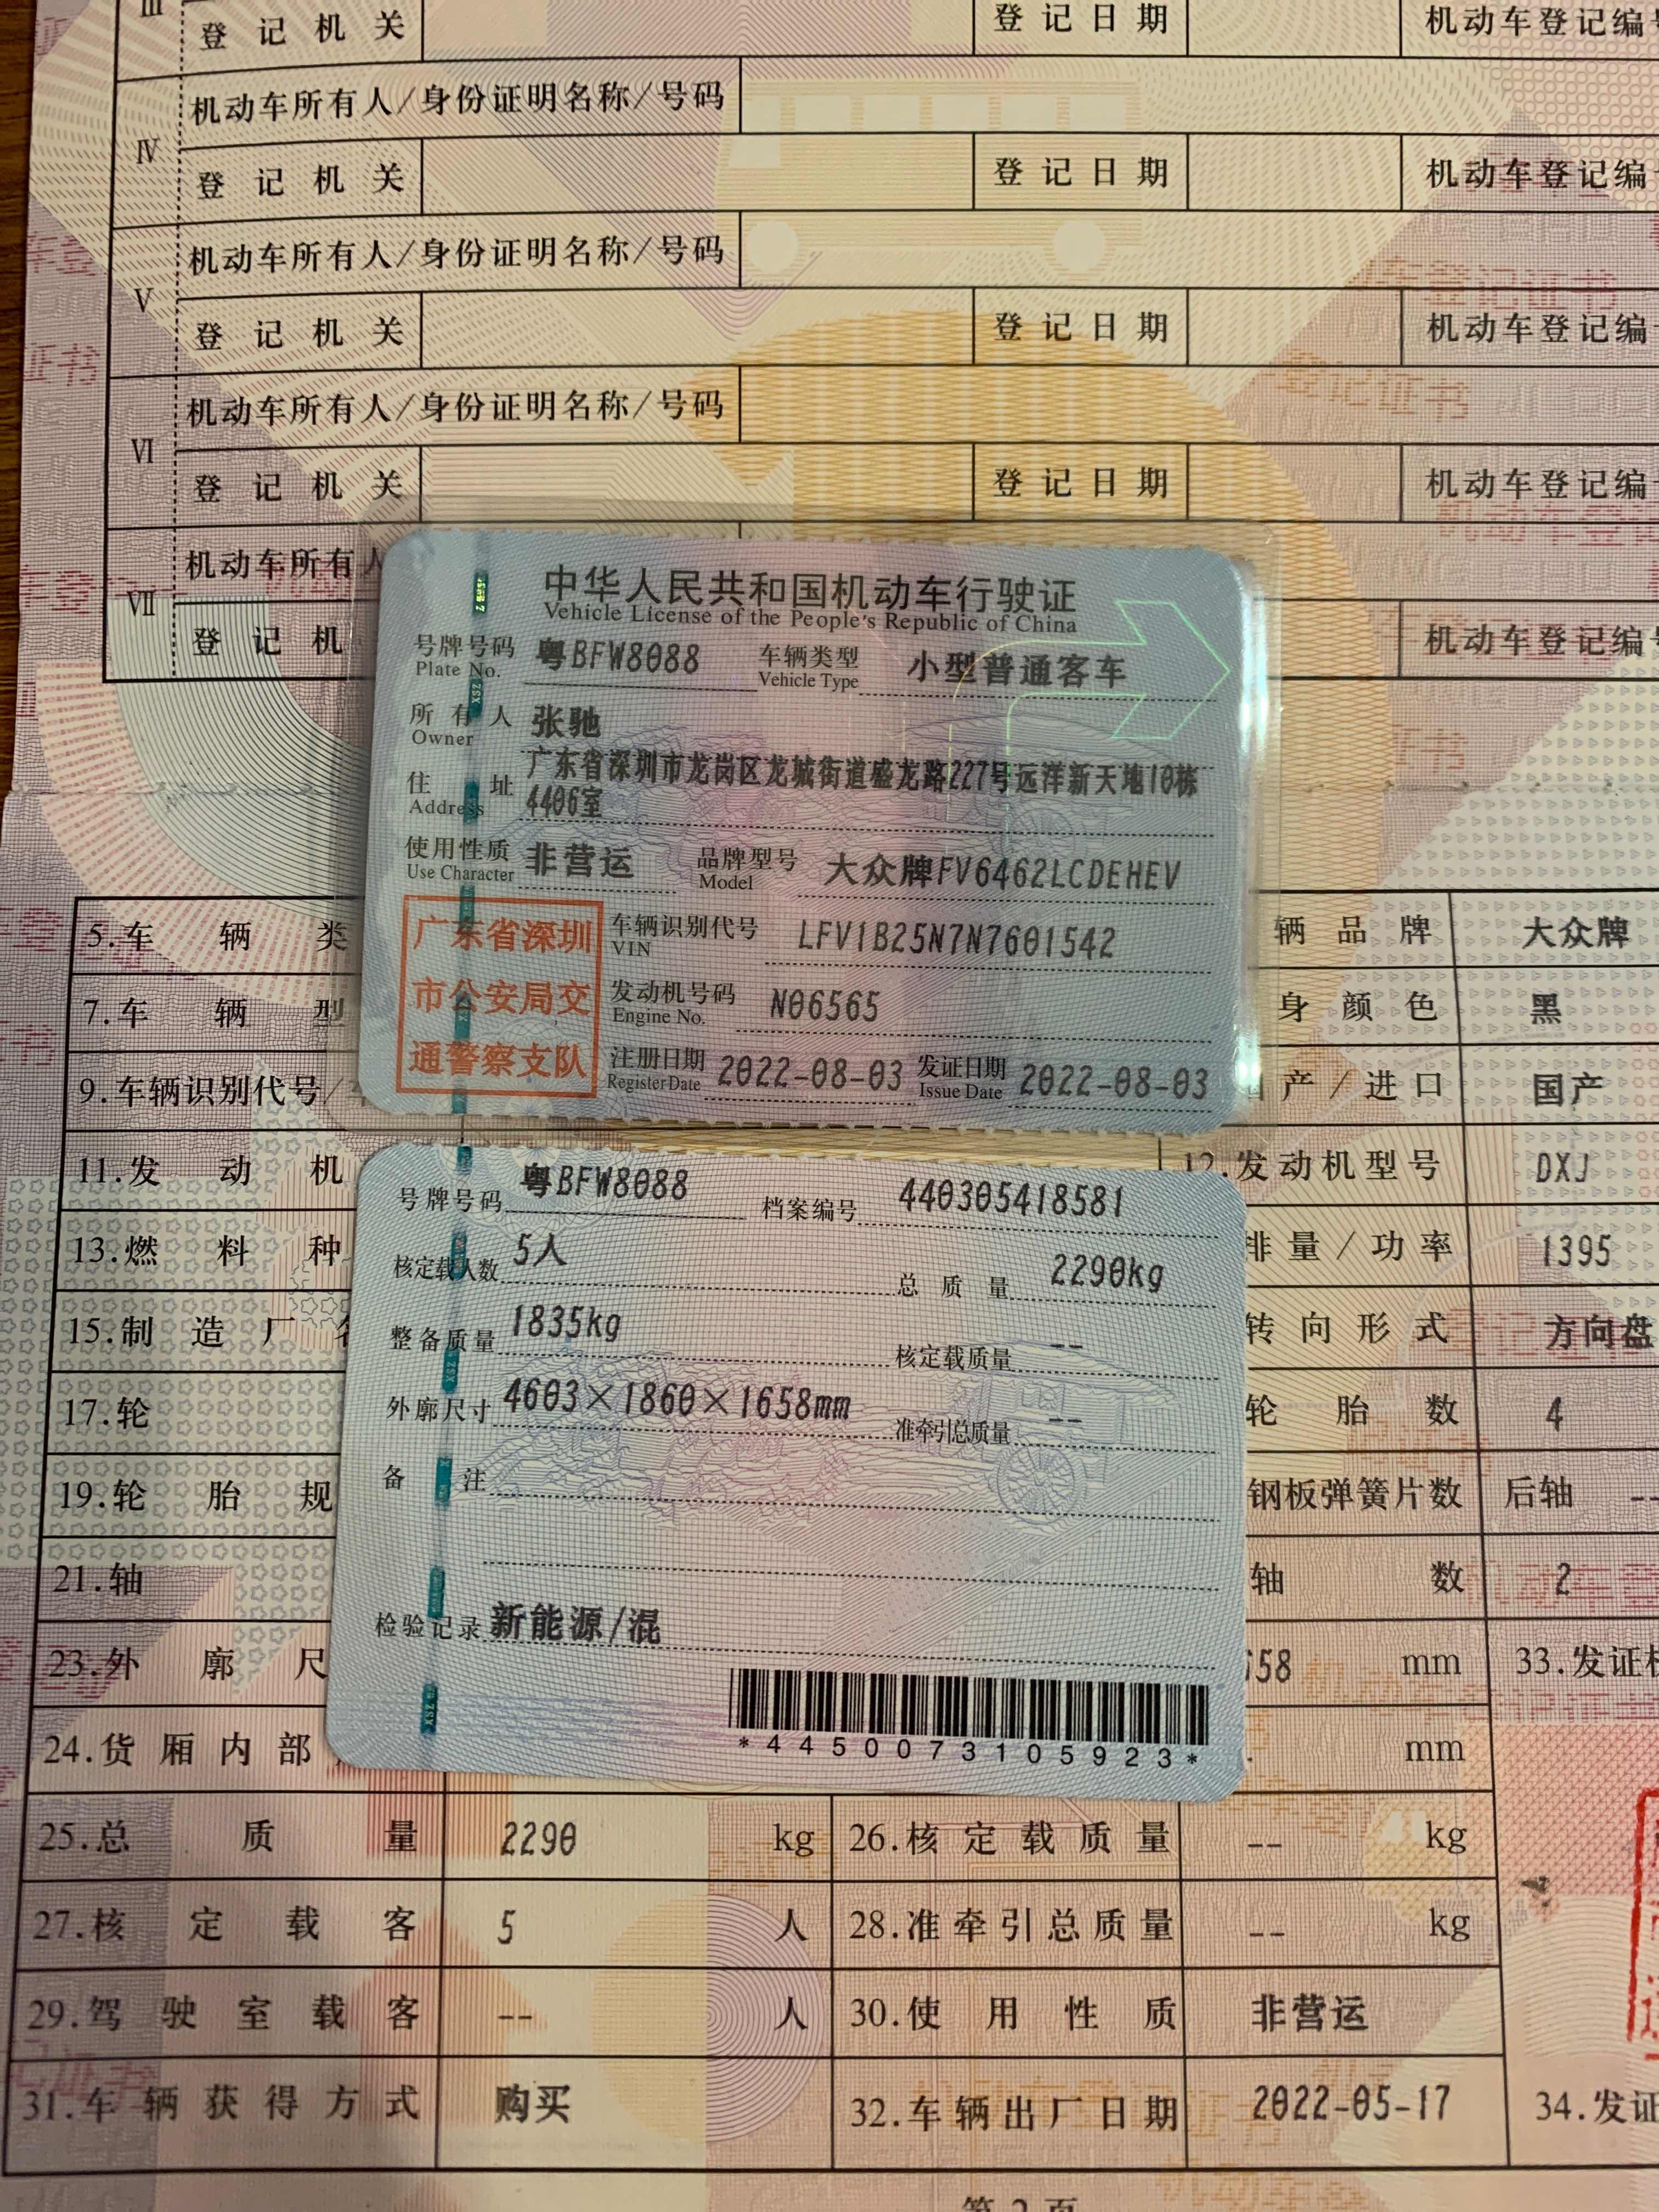 III
登记机关 登记日期 机动车登记编
机动车所有人/身份证明名称/号码
IV
登记机关 登记日期 机动车登记编
机动车所有人/身份证明名称/号码
V
登记机关 登记日期 机动车登记编
机动车所有人/身份证明名称/号码
VI
登记机关 登记日期 机动车登记编
机动车所有
VII
登记机 机动车登记编
中华人民共和国机动车行驶证
Vehicle License of the People's Republic of China
号牌号码 粤BFW8088 车辆类型 小型普通客车
Plate No. Vehicle Type
所有人 张驰
Owner
住址 广东省深圳市龙岗区龙城街道盛龙路227号远洋新天地10栋
Address 4406室
使用性质 非营运 品牌型号 大众牌FV6462LCDEHEV
Use Character Model
广东省深圳
市公安局交
通警察支队
车辆识别代号 LFV1B25N7N7601542
VIN
发动机号码 N06565
Engine No.
注册日期 2022-08-03 发证日期 2022-08-03
Register Date Issue Date
号牌号码 粤BFW8088 档案编号 440305418581
核定载人数 5人 总质量 2290kg
整备质量 1835kg 核定载质量 --
外廓尺寸 4603×1860×1658mm 准牵引总质量 --
备注
检验记录 新能源/混
*4450073105923*
5.车辆类 辆品牌 大众牌
7.车辆型 身颜色 黑
9.车辆识别代号/ 产/进口 国产
11.发动机 12.发动机型号 DXJ
13.燃料种 排量/功率 1395
15.制造厂 转向形式 方向盘
17.轮 轮胎数 4
19.轮胎规 钢板弹簧片数 后轴 --
21.轴 轴数 2
23.外廓尺 58 mm 33.发证
24.货厢内部 mm
25.总质量 2290 kg 26.核定载质量 -- kg
27.核定载客 5 人 28.准牵引总质量 -- kg
29.驾驶室载客 -- 人 30.使用性质 非营运
31.车辆获得方式 购买 32.车辆出厂日期 2022-05-17 34.发证
第2页